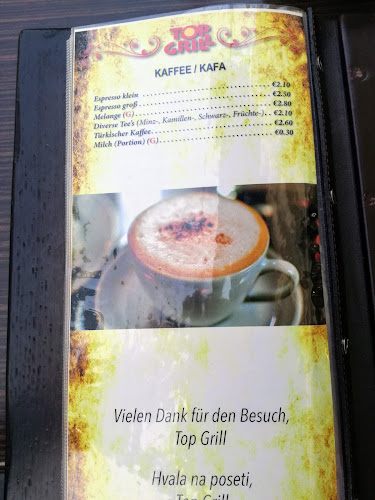 TOP
GRILL
KAFFEE / KAFA
Espresso klein ........................................ €2.10
Espresso groß ........................................ €2.50
Melange (G) ........................................ €2.80
Diverse Tee's (Minz-, Kamillen-, Schwarz-, Früchte-) ... €2.10
Türkischer Kaffee ........................................ €2.60
Milch (Portion) (G) ........................................ €0.30
Vielen Dank für den Besuch,
Top Grill
Hvala na poseti,
Top Grill